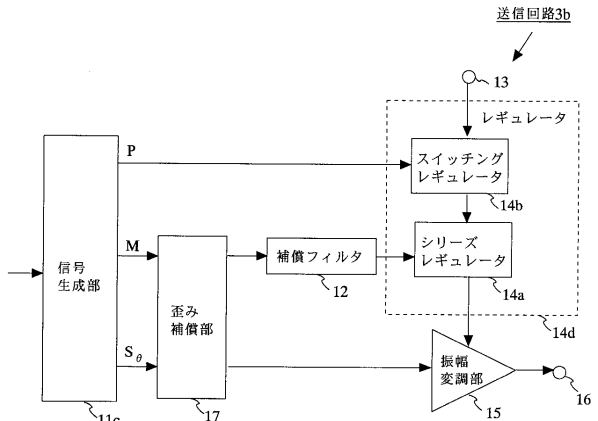 送信回路3b
13
レギュレータ
P
スイッチング
レギュレータ
14b
M
信号
生成部
補償フィルタ
12
シリーズ
レギュレータ
14a
歪み
補償部
14d
Sθ
振幅
変調部
11c
17
15
16